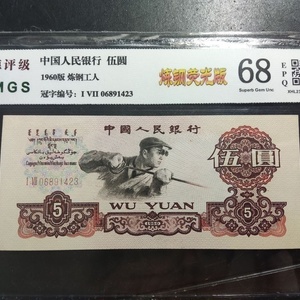 评级
MGS
中国人民银行 伍圆
1960版 炼钢工人
冠字编号：I VII 06891423
炼钢荧光版
68
Superb Gem Unc
EPQ
中国人民银行
I VII 06891423
伍圆
5
5
WU YUAN